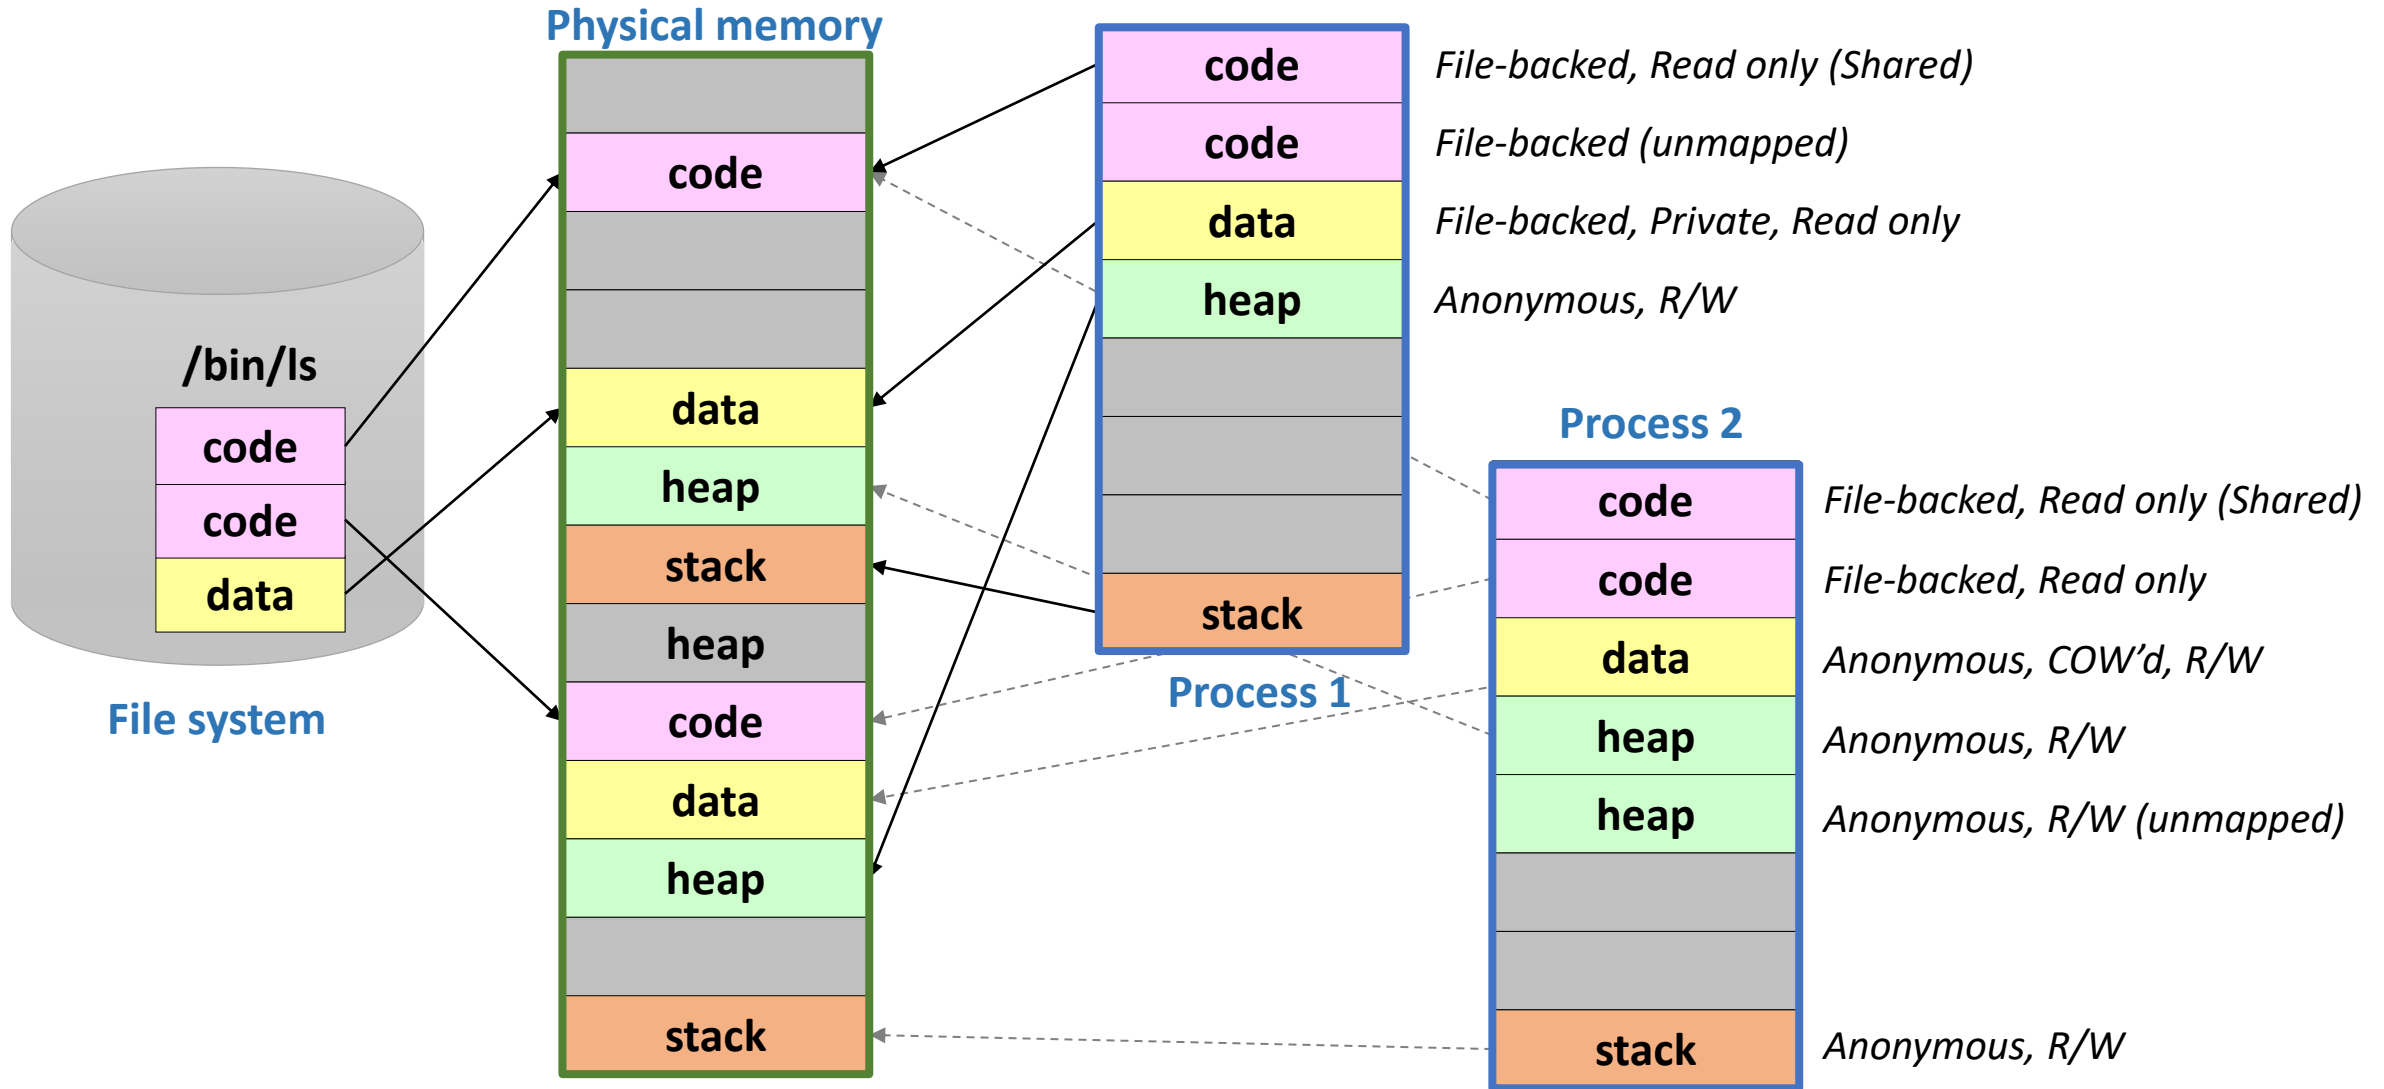 Physical memory
code
data
heap
stack
heap
code
data
heap
stack
/bin/ls
code
code
data
File system
code
code
data
heap
stack
Process 1
File-backed, Read only (Shared)
File-backed (unmapped)
File-backed, Private, Read only
Anonymous, R/W
Process 2
code
code
data
heap
heap
stack
File-backed, Read only (Shared)
File-backed, Read only
Anonymous, COW’d, R/W
Anonymous, R/W
Anonymous, R/W (unmapped)
Anonymous, R/W